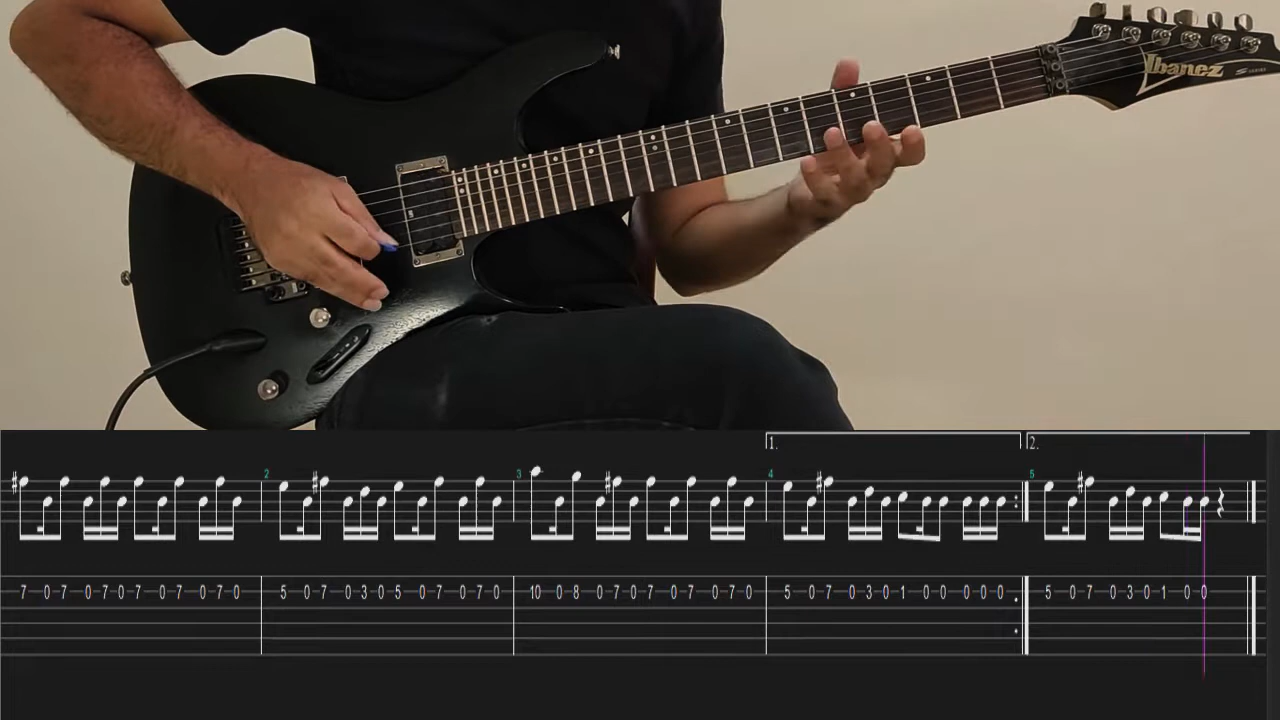 Ibanez
1. 2.
2 3 4 5
7 0 7 0 7 0 7 0 7 0 7 0 5 0 7 0 3 0 5 0 7 0 7 0 10 0 8 0 7 0 7 0 7 0 7 0 5 0 7 0 3 0 1 0 0 0 0 0 5 0 7 0 3 0 1 0 0